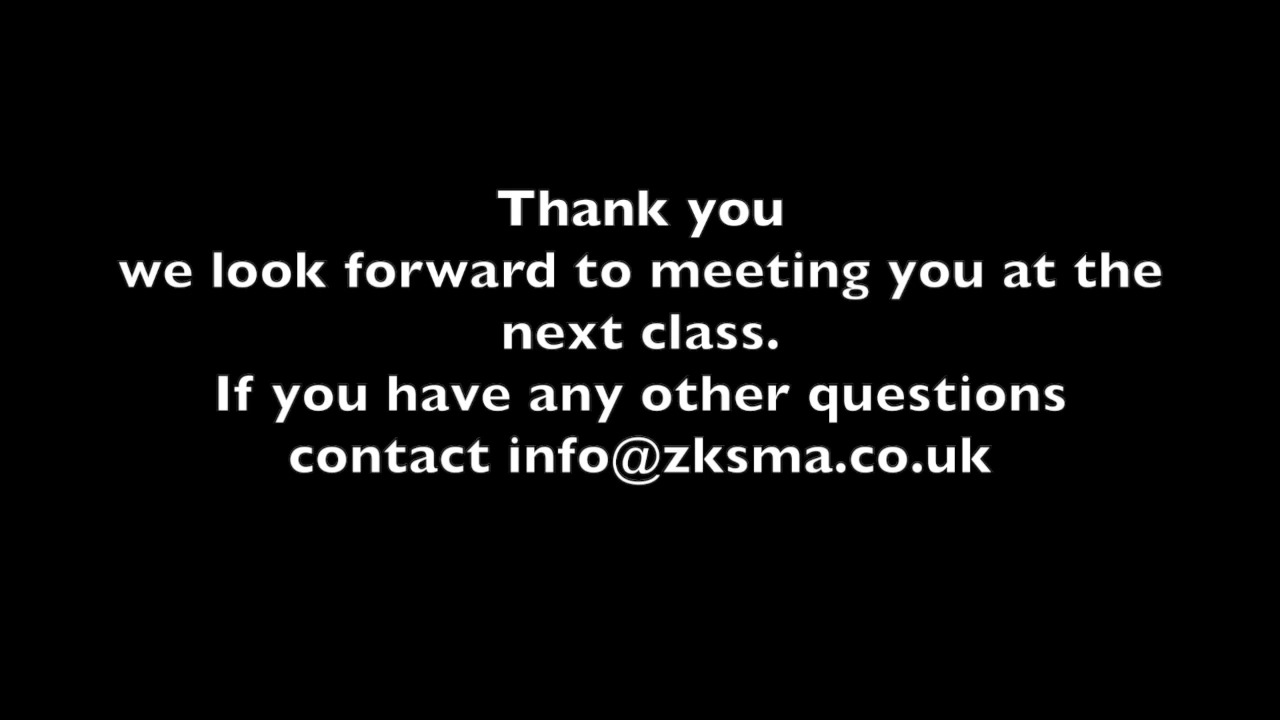 Thank you
we look forward to meeting you at the
next class.
If you have any other questions
contact info@zksma.co.uk